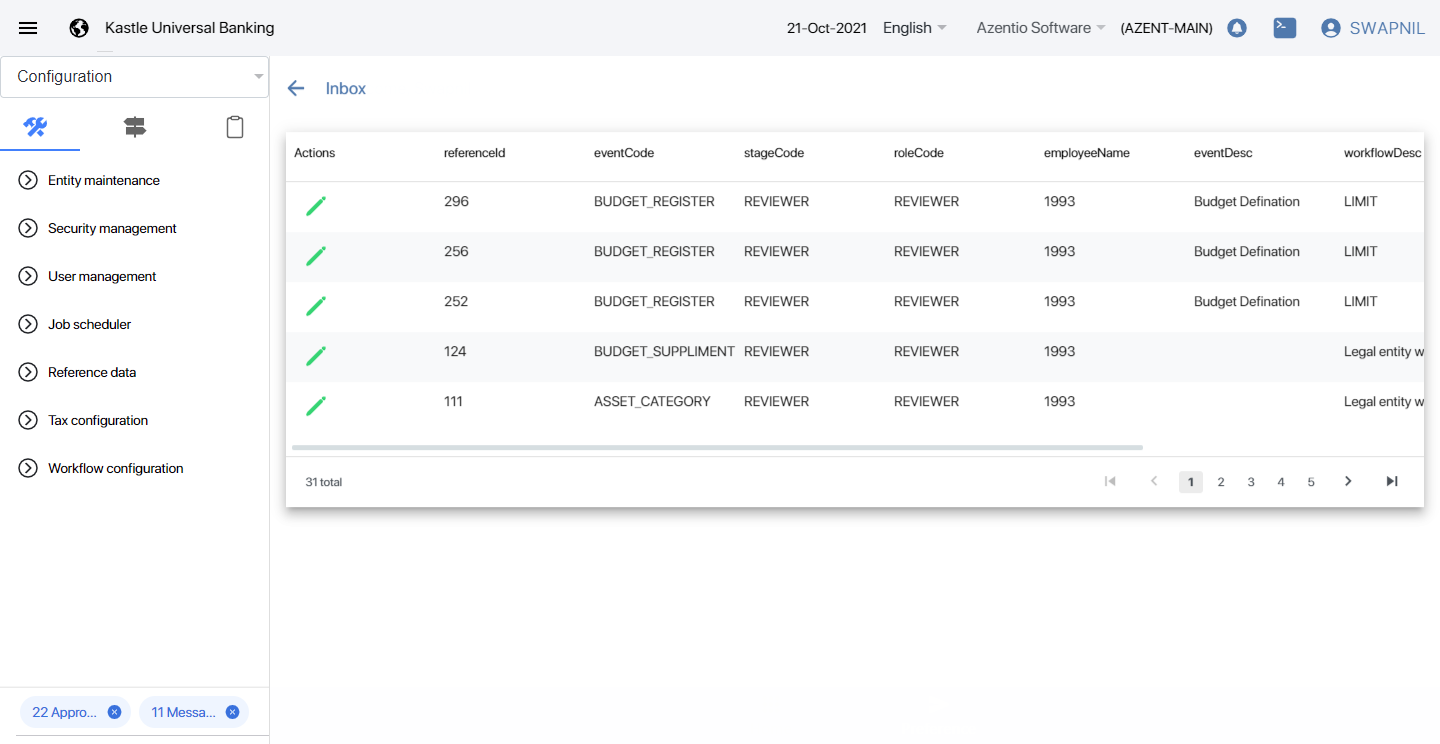 Kastle Universal Banking 21-Oct-2021 English Azentio Software (AZENT-MAIN) SWAPNIL
Configuration
Entity maintenance
Security management
User management
Job scheduler
Reference data
Tax configuration
Workflow configuration
22 Appro... 11 Messa...
Inbox
Actions referenceId eventCode stageCode roleCode employeeName eventDesc workflowDesc
296 BUDGET_REGISTER REVIEWER REVIEWER 1993 Budget Defination LIMIT
256 BUDGET_REGISTER REVIEWER REVIEWER 1993 Budget Defination LIMIT
252 BUDGET_REGISTER REVIEWER REVIEWER 1993 Budget Defination LIMIT
124 BUDGET_SUPPLIMENT REVIEWER REVIEWER 1993 Legal entity w
111 ASSET_CATEGORY REVIEWER REVIEWER 1993 Legal entity w
31 total 1 2 3 4 5